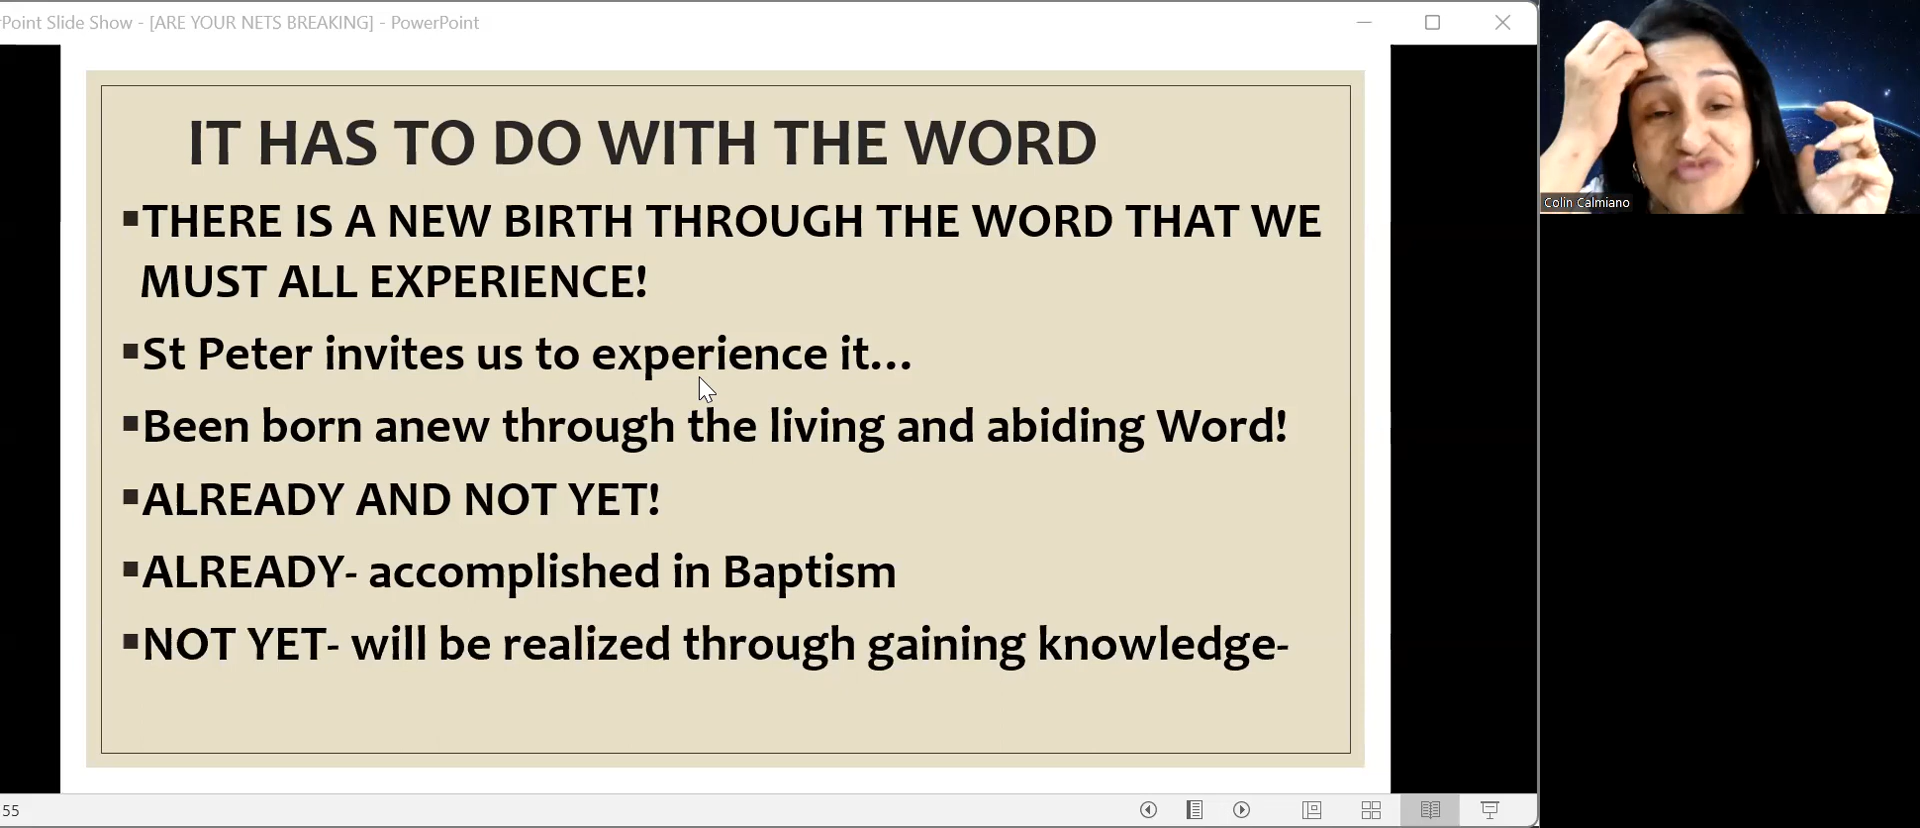 Point Slide Show - [ARE YOUR NETS BREAKING] - PowerPoint
IT HAS TO DO WITH THE WORD
▪THERE IS A NEW BIRTH THROUGH THE WORD THAT WE
MUST ALL EXPERIENCE!
▪St Peter invites us to experience it...
▪Been born anew through the living and abiding Word!
▪ALREADY AND NOT YET!
▪ALREADY- accomplished in Baptism
▪NOT YET- will be realized through gaining knowledge-
Colin Calmiano
55